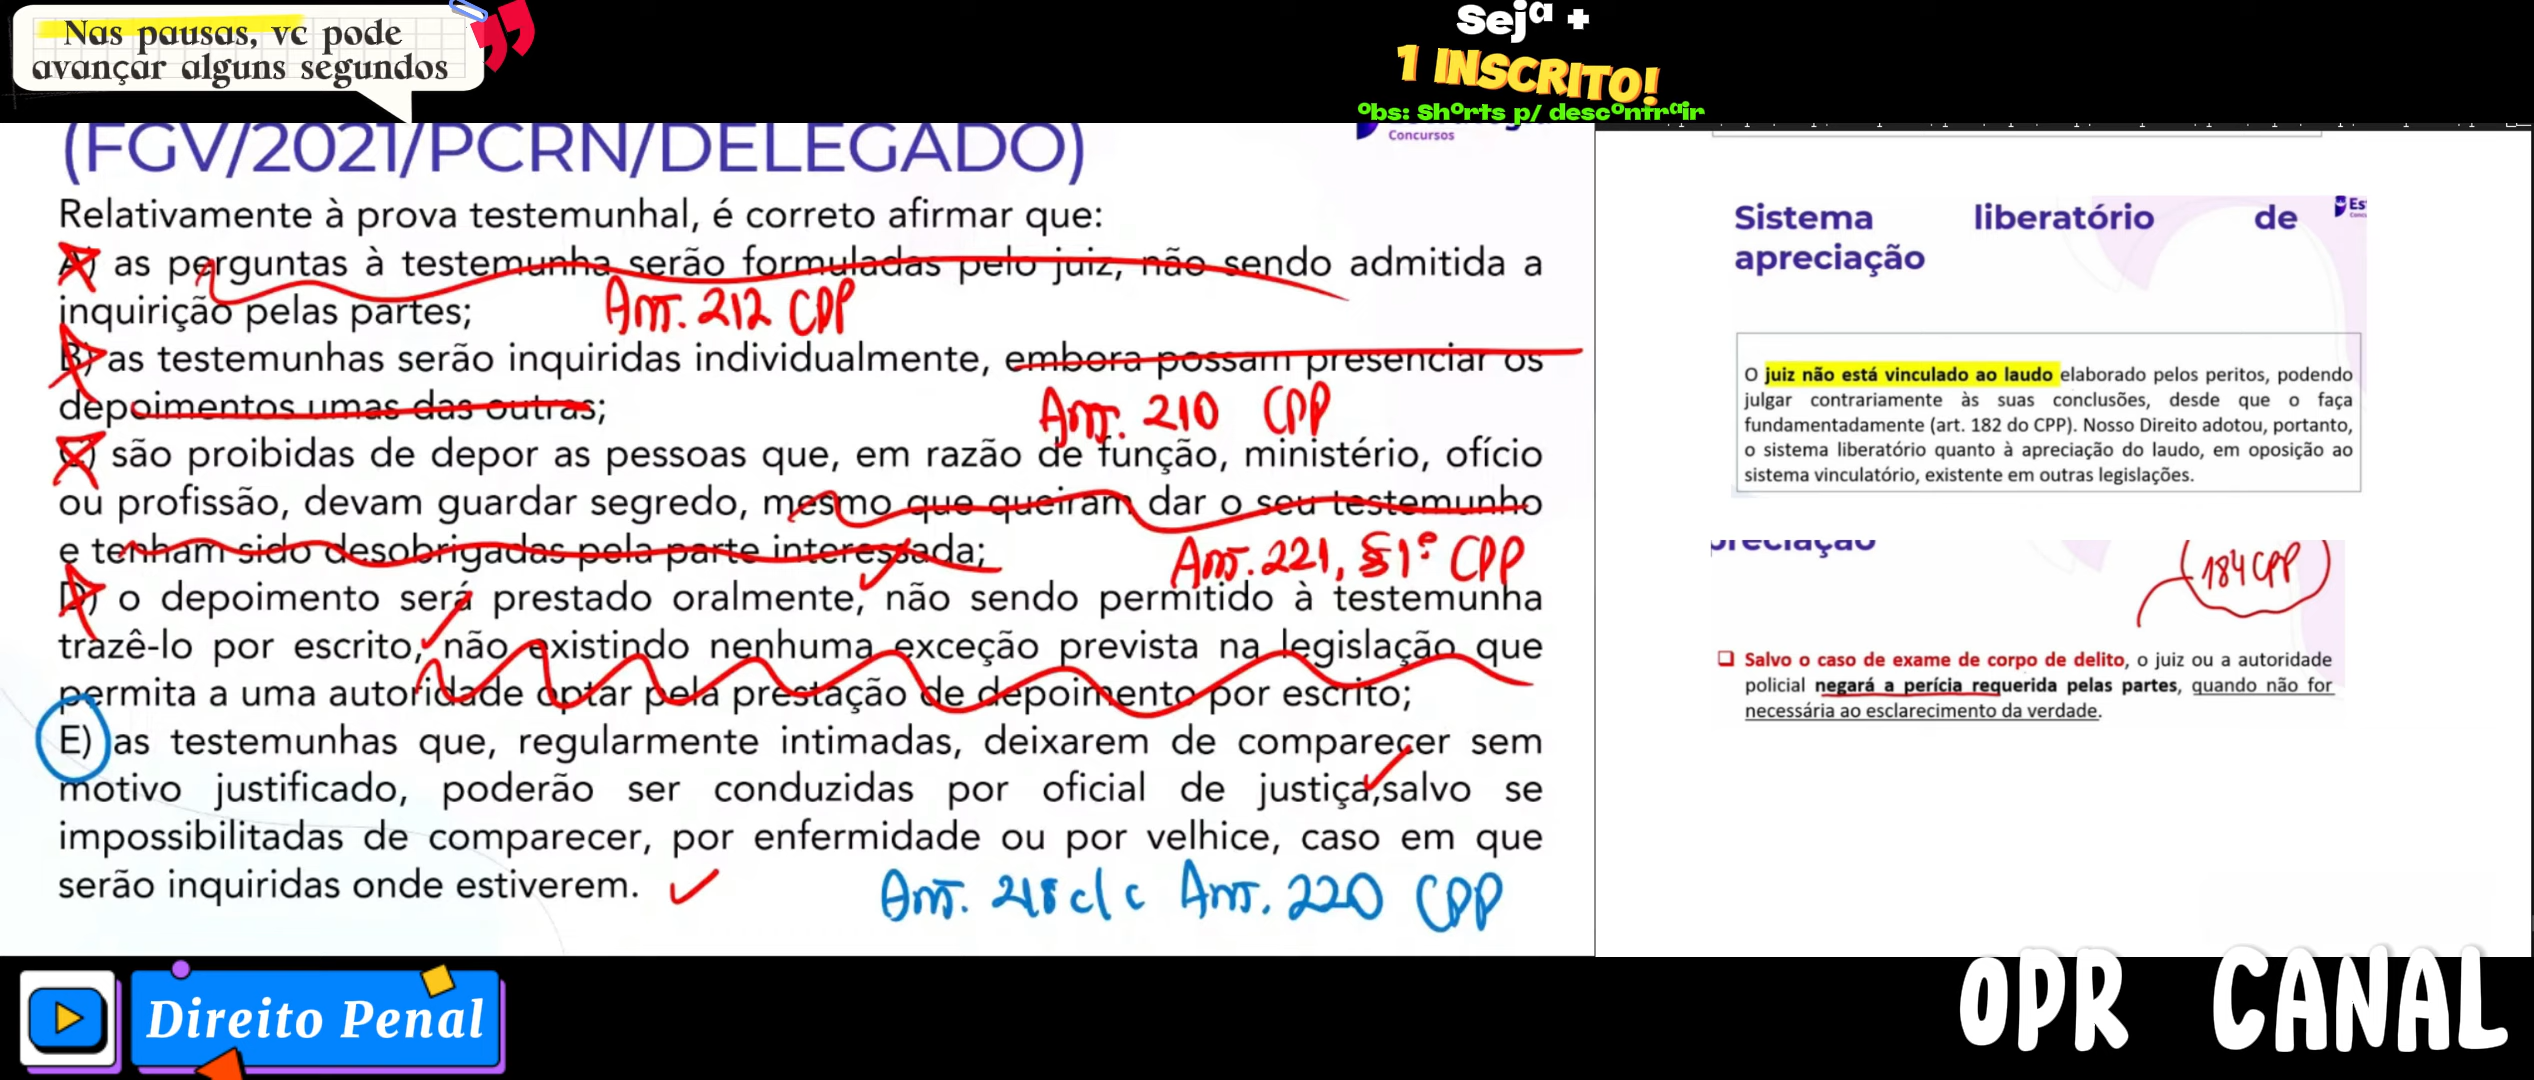 Nas pausas, vc pode
avançar alguns segundos
Seja +
1 INSCRITO!
Obs: Shorts p/ descontrair
(FGV/2021/PCRN/DELEGADO)
Concursos
Relativamente à prova testemunhal, é correto afirmar que:
A) as perguntas à testemunha serão formuladas pelo juiz, não sendo admitida a
inquirição pelas partes;
Art. 212 CPP
B) as testemunhas serão inquiridas individualmente, embora possam presenciar os
depoimentos umas das outras;
Art. 210 CPP
C) são proibidas de depor as pessoas que, em razão de função, ministério, ofício
ou profissão, devam guardar segredo, mesmo que queiram dar o seu testemunho
e tenham sido desobrigadas pela parte interessada;
Art. 221, §1º CPP
D) o depoimento será prestado oralmente, não sendo permitido à testemunha
trazê-lo por escrito, não existindo nenhuma exceção prevista na legislação que
permita a uma autoridade optar pela prestação de depoimento por escrito;
E) as testemunhas que, regularmente intimadas, deixarem de comparecer sem
motivo justificado, poderão ser conduzidas por oficial de justiça,salvo se
impossibilitadas de comparecer, por enfermidade ou por velhice, caso em que
serão inquiridas onde estiverem.
Art. 218 c/c Art. 220 CPP
Sistema liberatório de
apreciação
O juiz não está vinculado ao laudo elaborado pelos peritos, podendo
julgar contrariamente às suas conclusões, desde que o faça
fundamentadamente (art. 182 do CPP). Nosso Direito adotou, portanto,
o sistema liberatório quanto à apreciação do laudo, em oposição ao
sistema vinculatório, existente em outras legislações.
preciação
184 CPP
Salvo o caso de exame de corpo de delito, o juiz ou a autoridade
policial negará a perícia requerida pelas partes, quando não for
necessária ao esclarecimento da verdade.
Direito Penal
OPR CANAL